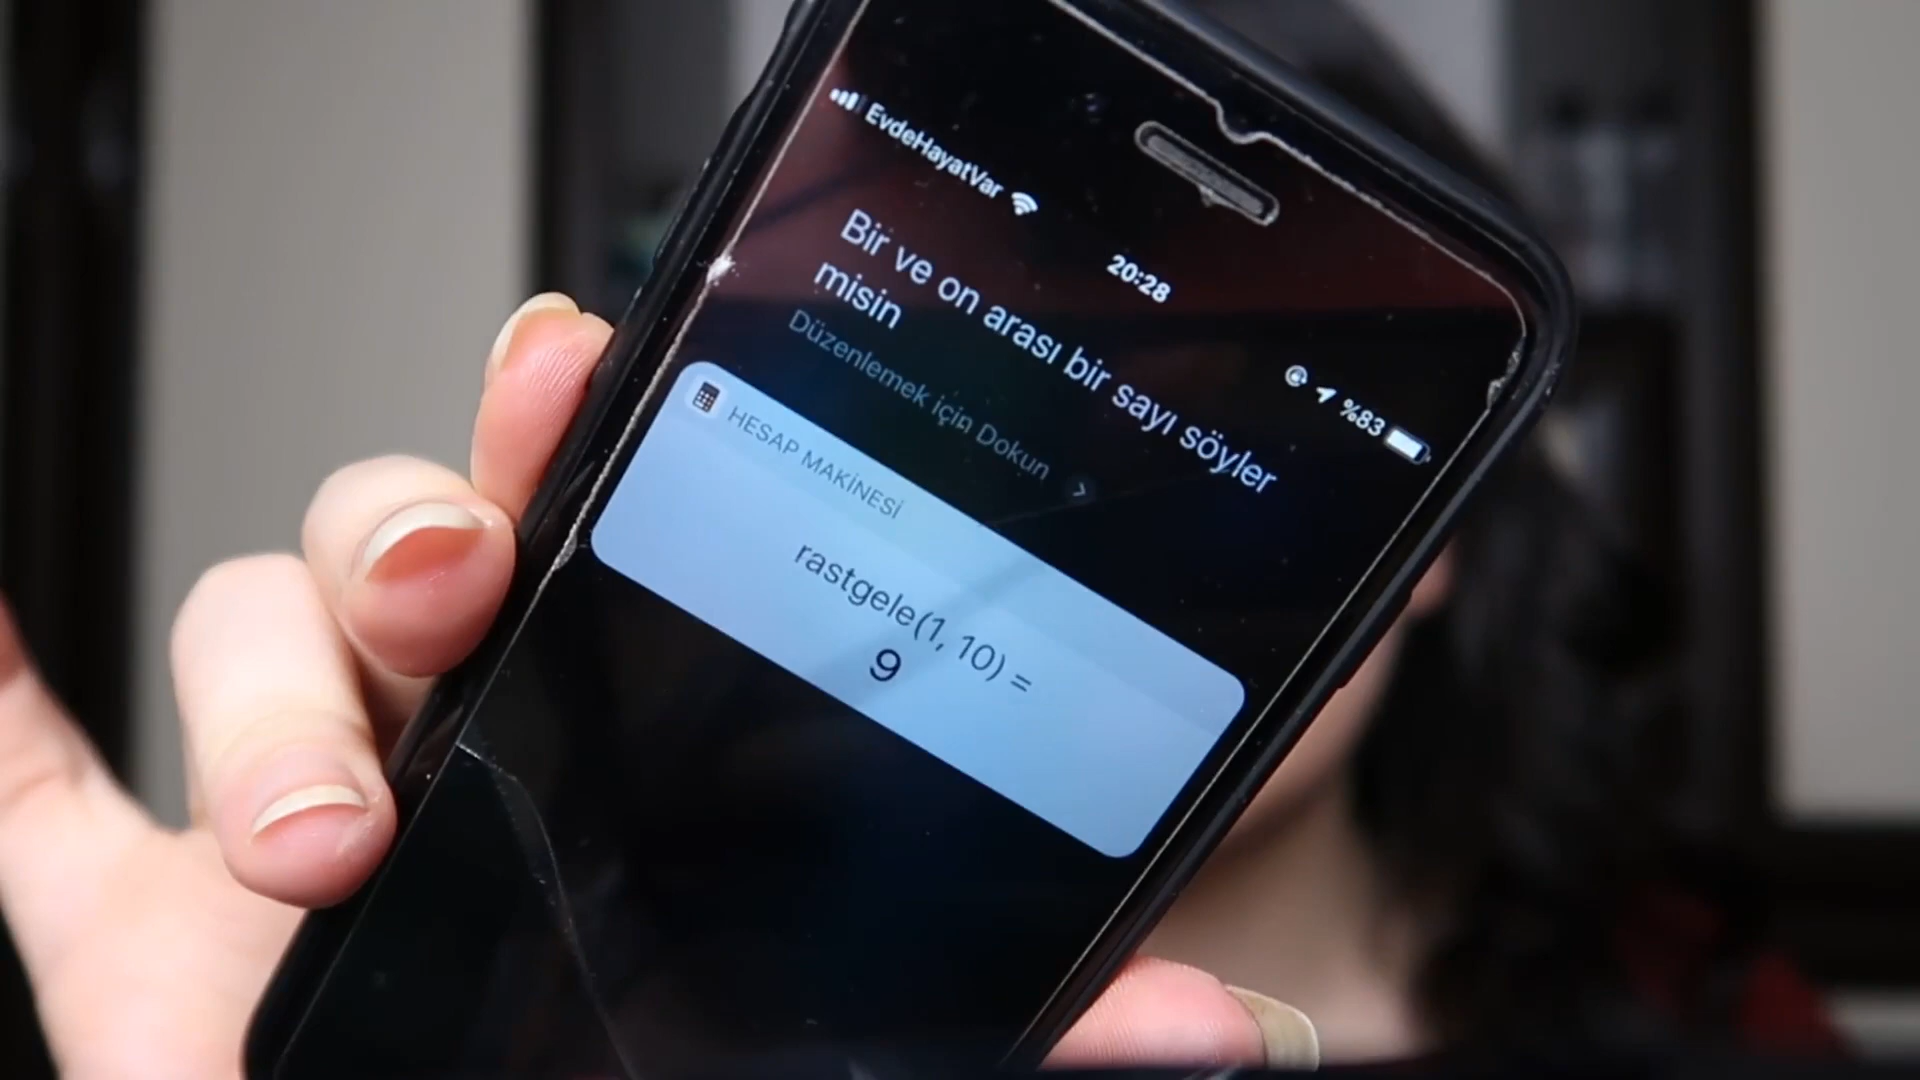 EvdeHayatVar
20:28
%83
Bir ve on arası bir sayı söyler
misin
Düzenlemek için Dokun
HESAP MAKİNESİ
rastgele(1, 10) =
9